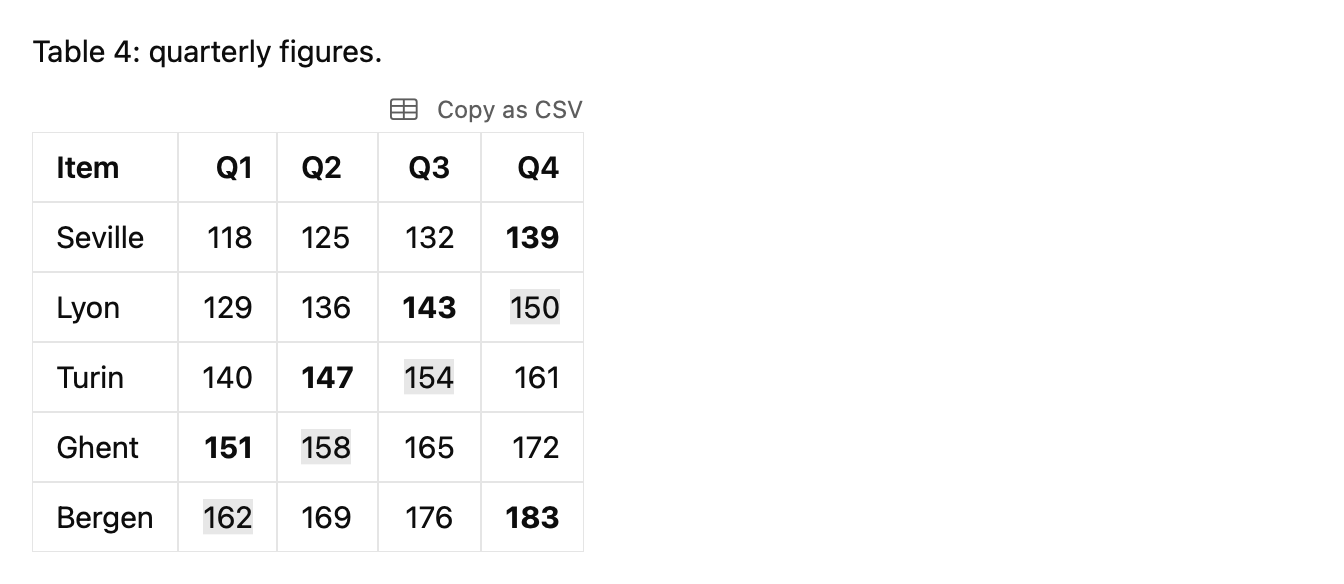 Table 4: quarterly figures.
Copy as CSV
Item Q1 Q2 Q3 Q4
Seville 118 125 132 139
Lyon 129 136 143 150
Turin 140 147 154 161
Ghent 151 158 165 172
Bergen 162 169 176 183